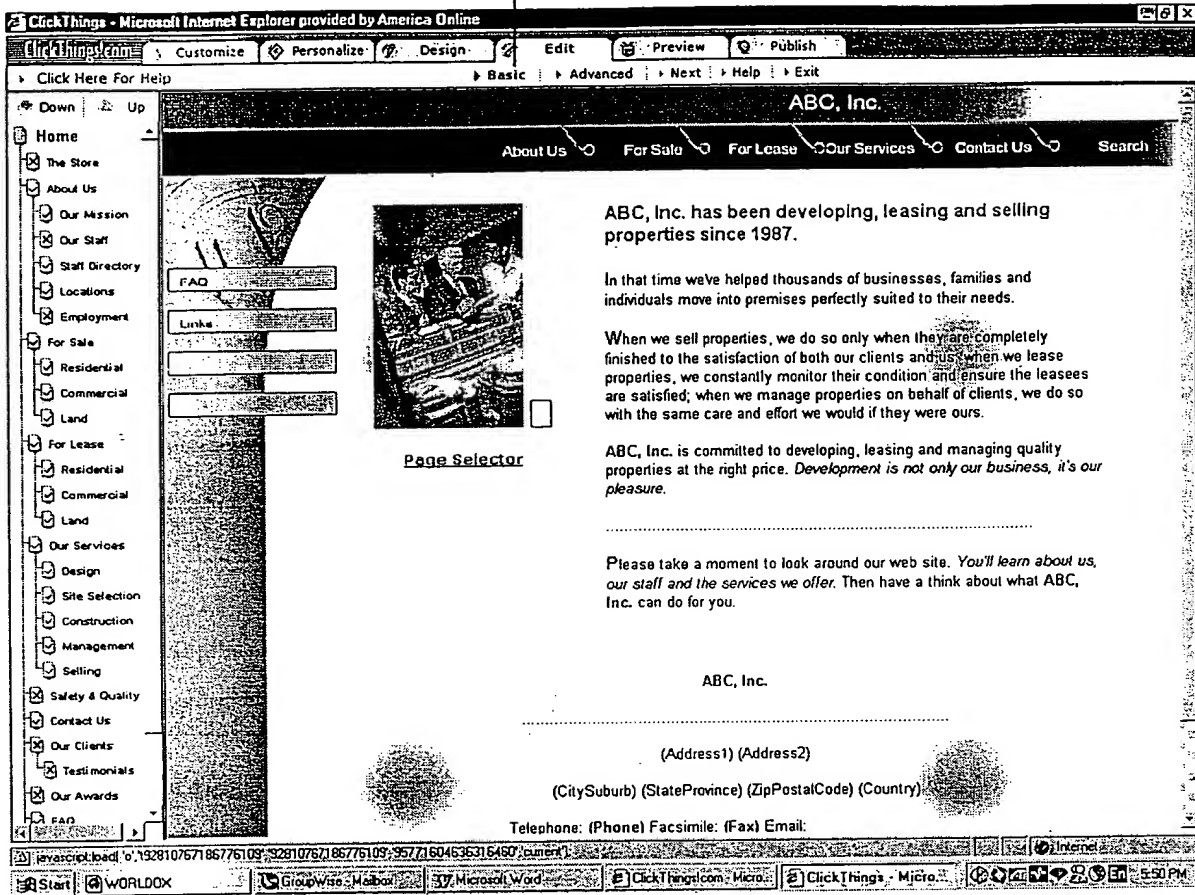 ClickThings - Microsoft Internet Explorer provided by America Online
ClickThings.com Customize Personalize Design Edit Preview Publish
Click Here For Help Basic Advanced Next Help Exit
Down Up
ABC, Inc.
About Us For Sale For Lease Our Services Contact Us Search
Home
The Store
About Us
Our Mission
Our Staff
Staff Directory
Locations
Employment
For Sale
Residential
Commercial
Land
For Lease
Residential
Commercial
Land
Our Services
Design
Site Selection
Construction
Management
Selling
Safety & Quality
Contact Us
Our Clients
Testimonials
Our Awards
FAQ
FAQ
Links
Page Selector
ABC, Inc. has been developing, leasing and selling
properties since 1987.
In that time we've helped thousands of businesses, families and
individuals move into premises perfectly suited to their needs.
When we sell properties, we do so only when they are completely
finished to the satisfaction of both our clients and us; when we lease
properties, we constantly monitor their condition and ensure the leasees
are satisfied; when we manage properties on behalf of clients, we do so
with the same care and effort we would if they were ours.
ABC, Inc. is committed to developing, leasing and managing quality
properties at the right price. Development is not only our business, it's our
pleasure.
Please take a moment to look around our web site. You'll learn about us,
our staff and the services we offer. Then have a think about what ABC,
Inc. can do for you.
ABC, Inc.
(Address1) (Address2)
(CitySuburb) (StateProvince) (ZipPostalCode) (Country)
Telephone: (Phone) Facsimile: (Fax) Email:
Internet
Start WORLDOX GroupWise - Mailbox Microsoft Word ClickThings.com - Micro... ClickThings - Micro... 5:50 PM